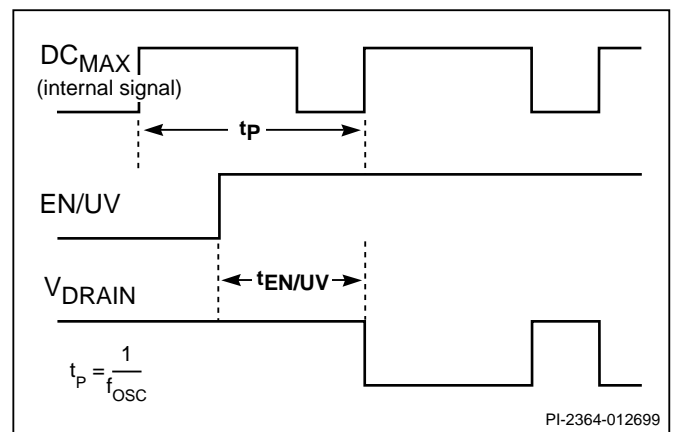 DCMAX
(internal signal)
tP
EN/UV
tEN/UV
VDRAIN
tP = 1/fOSC
PI-2364-012699